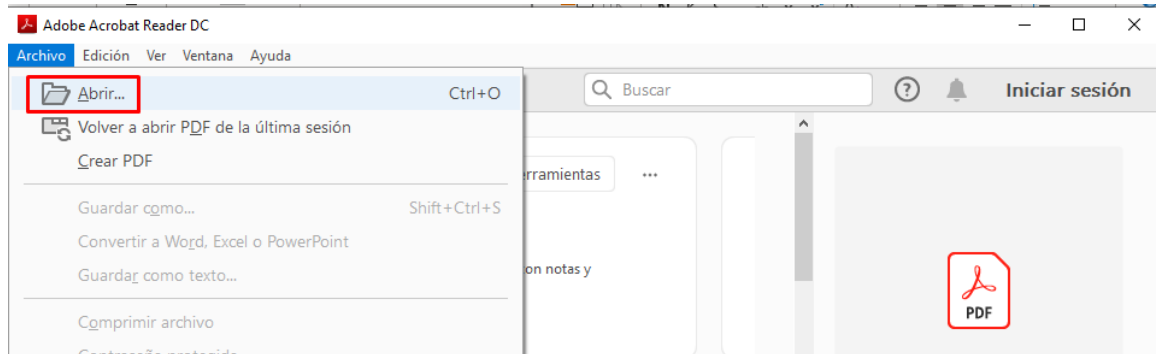 Adobe Acrobat Reader DC
Archivo Edición Ver Ventana Ayuda
Abrir... Ctrl+O
Buscar
? Iniciar sesión
Volver a abrir PDF de la última sesión
Crear PDF
erramientas ...
Guardar como... Shift+Ctrl+S
Convertir a Word, Excel o PowerPoint
on notas y
Guardar como texto...
PDF
Comprimir archivo